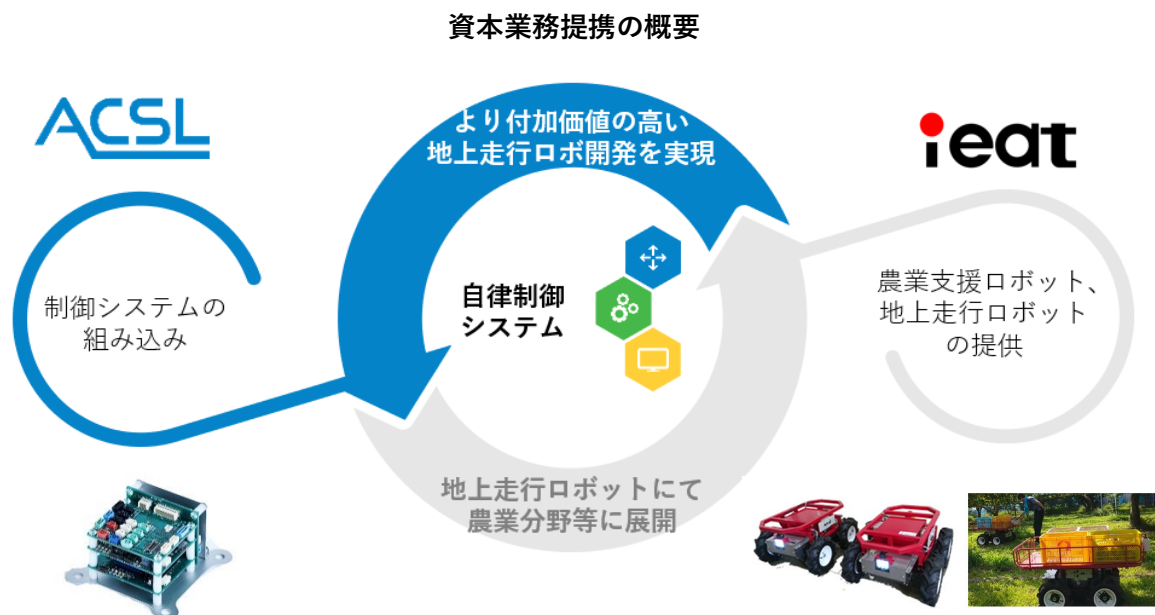 資本業務提携の概要
ACSL
より付加価値の高い
地上走行ロボ開発を実現
ieat
制御システムの
組み込み
自律制御
システム
農業支援ロボット、
地上走行ロボット
の提供
地上走行ロボットにて
農業分野等に展開